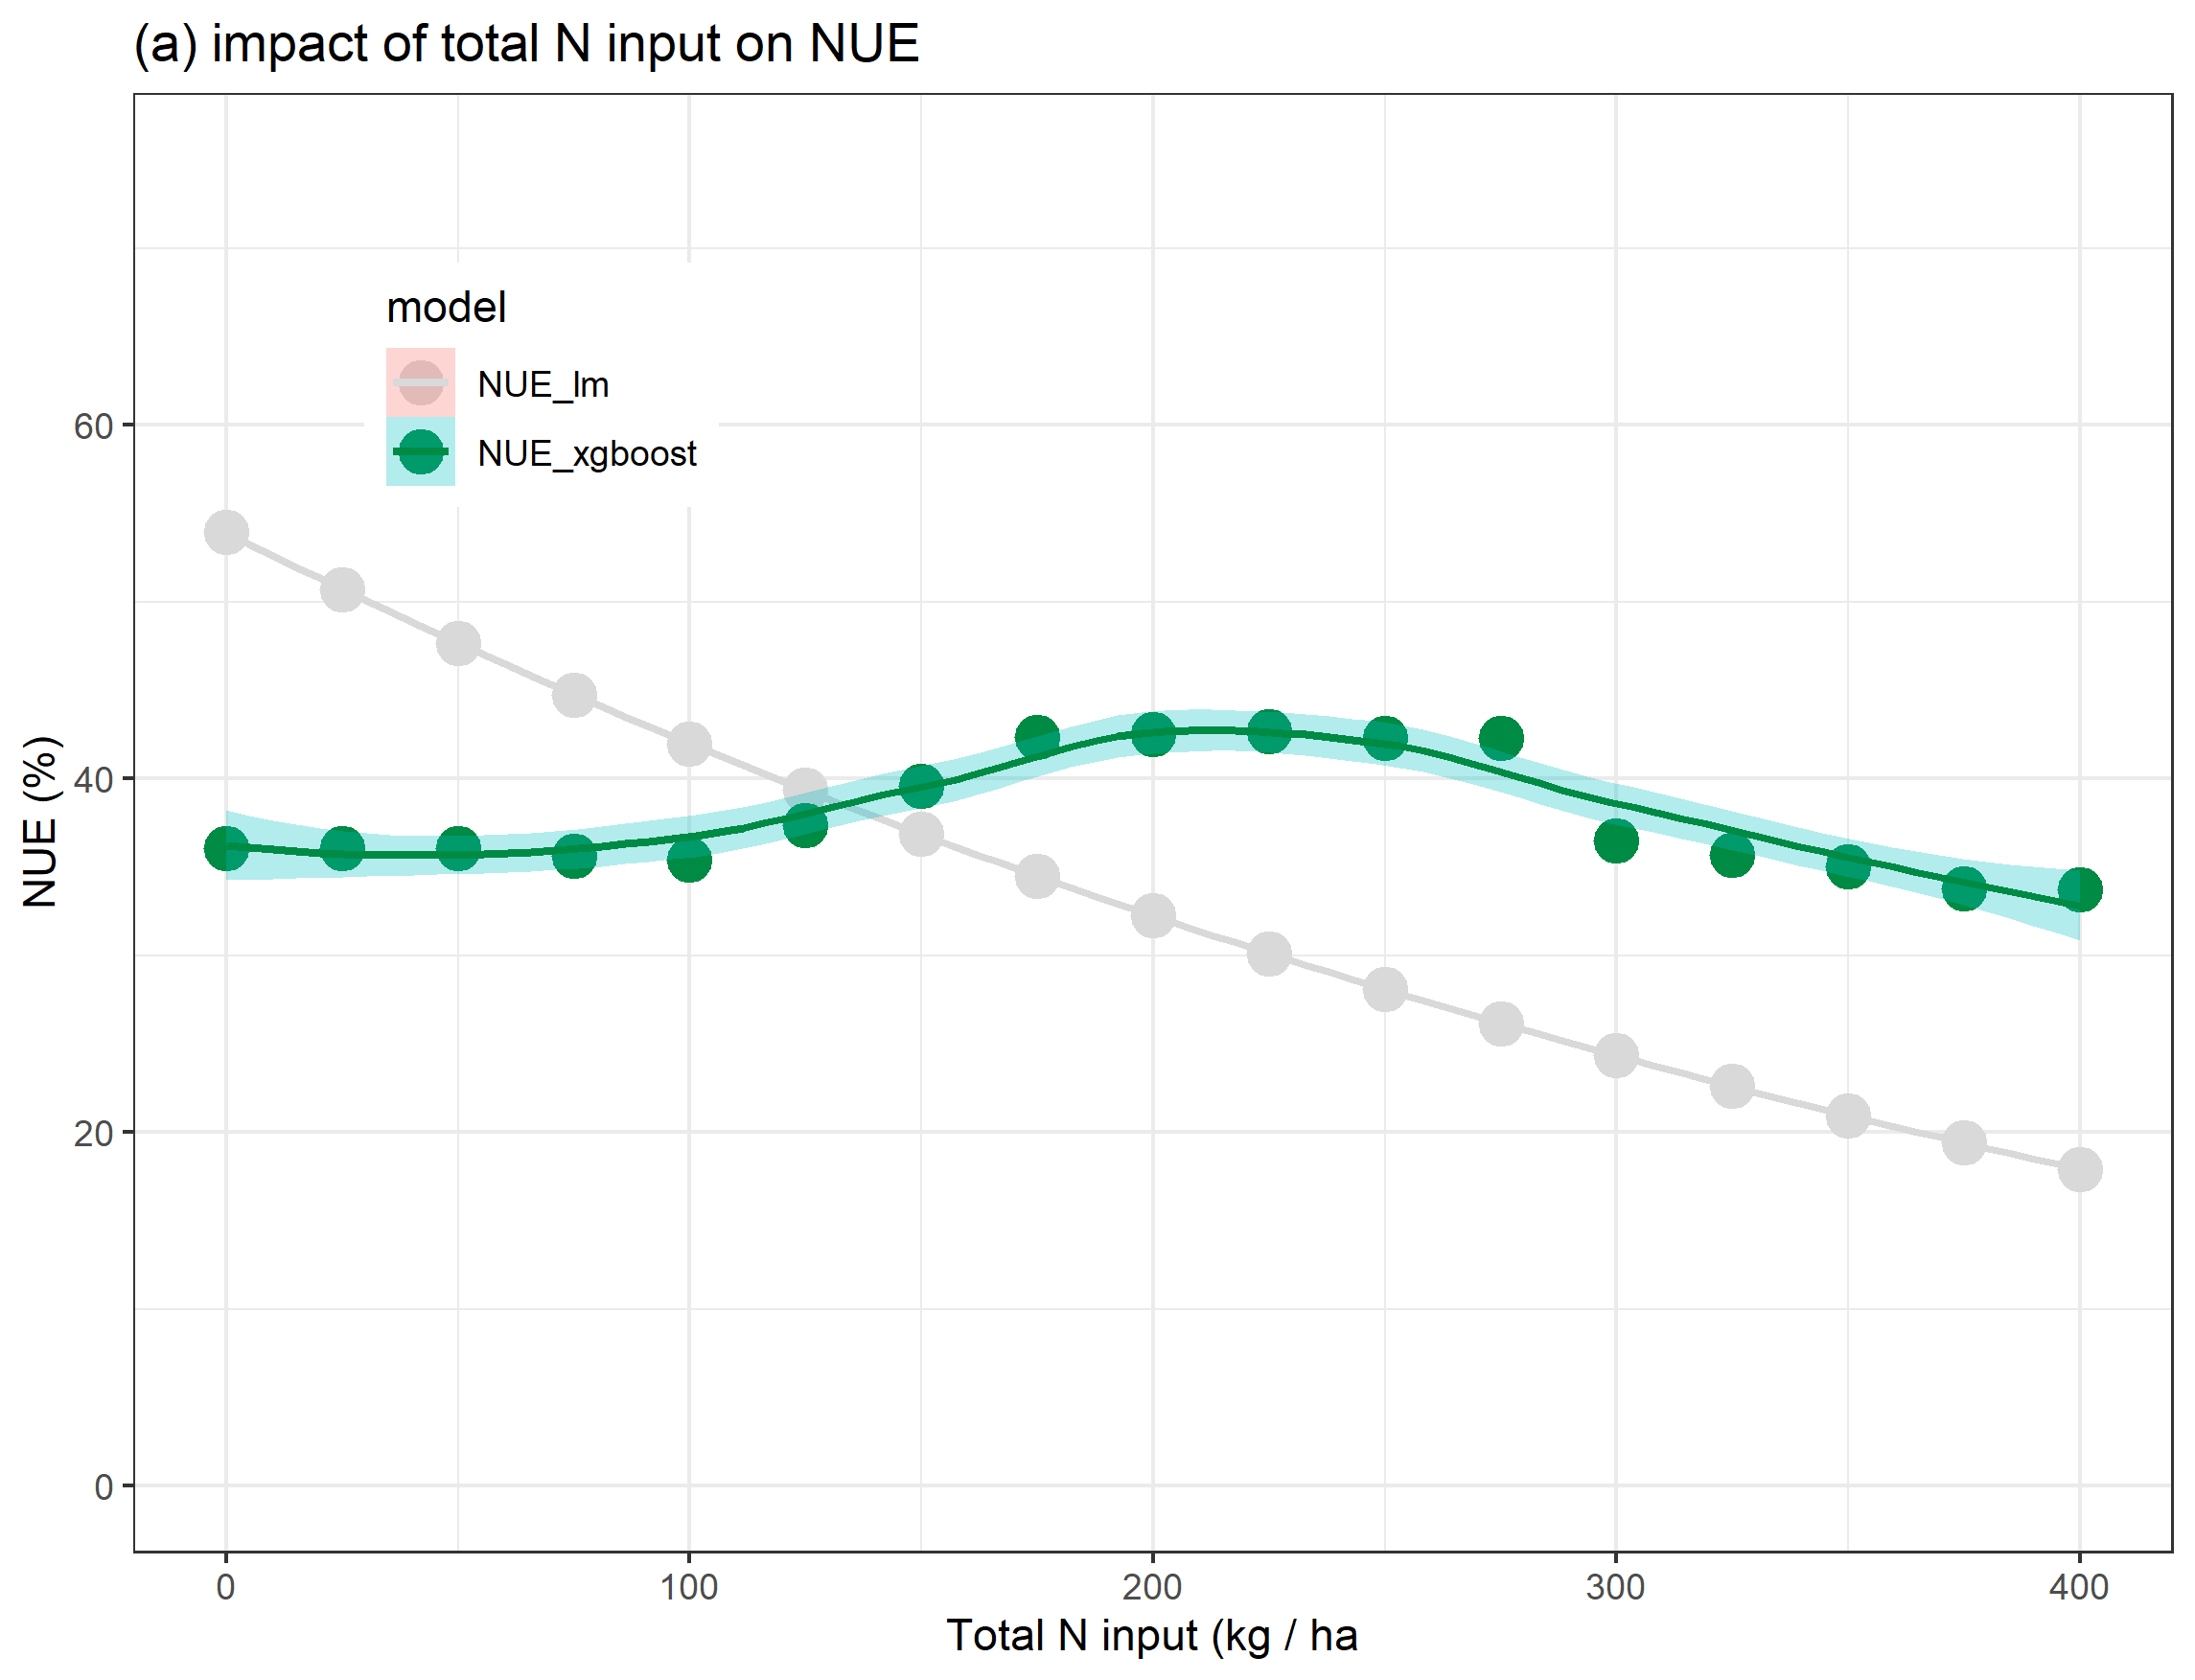 (a) impact of total N input on NUE
model
NUE_lm
NUE_xgboost
NUE (%)
60
40
20
0
0 100 200 300 400
Total N input (kg / ha